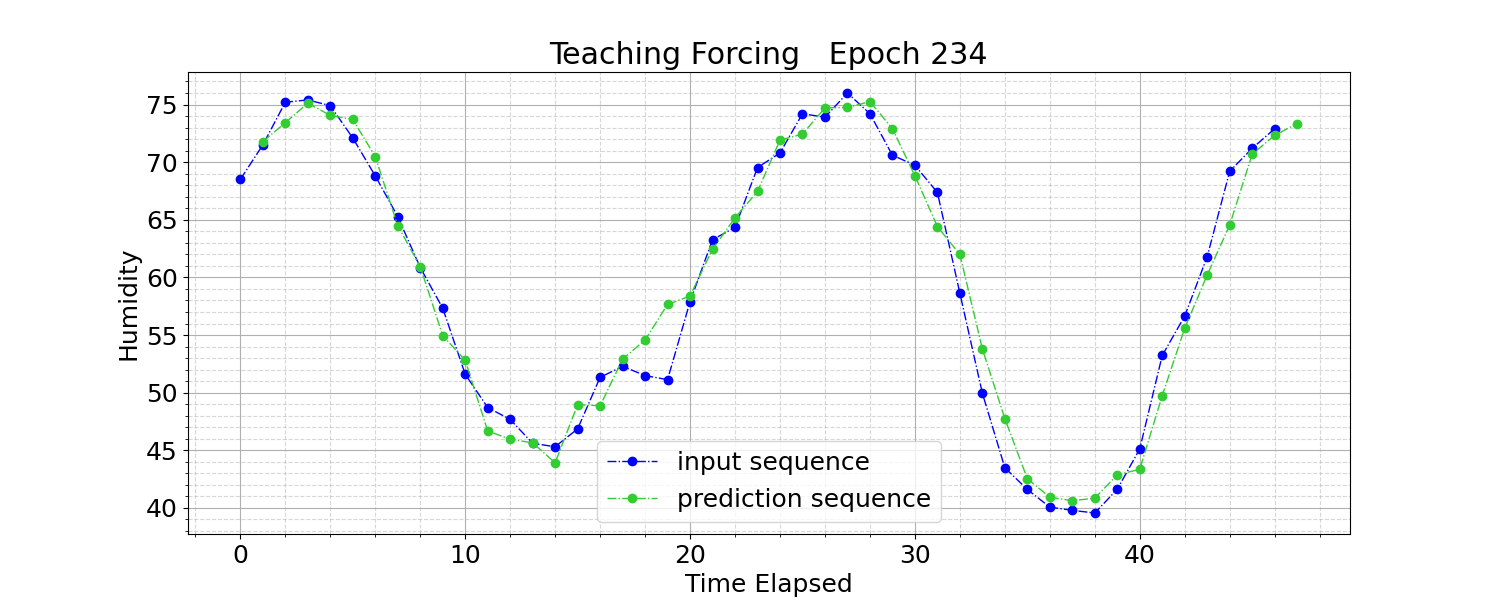 Teaching Forcing   Epoch 234
Humidity
75
70
65
60
55
50
45
40
input sequence
prediction sequence
0 10 20 30 40
Time Elapsed